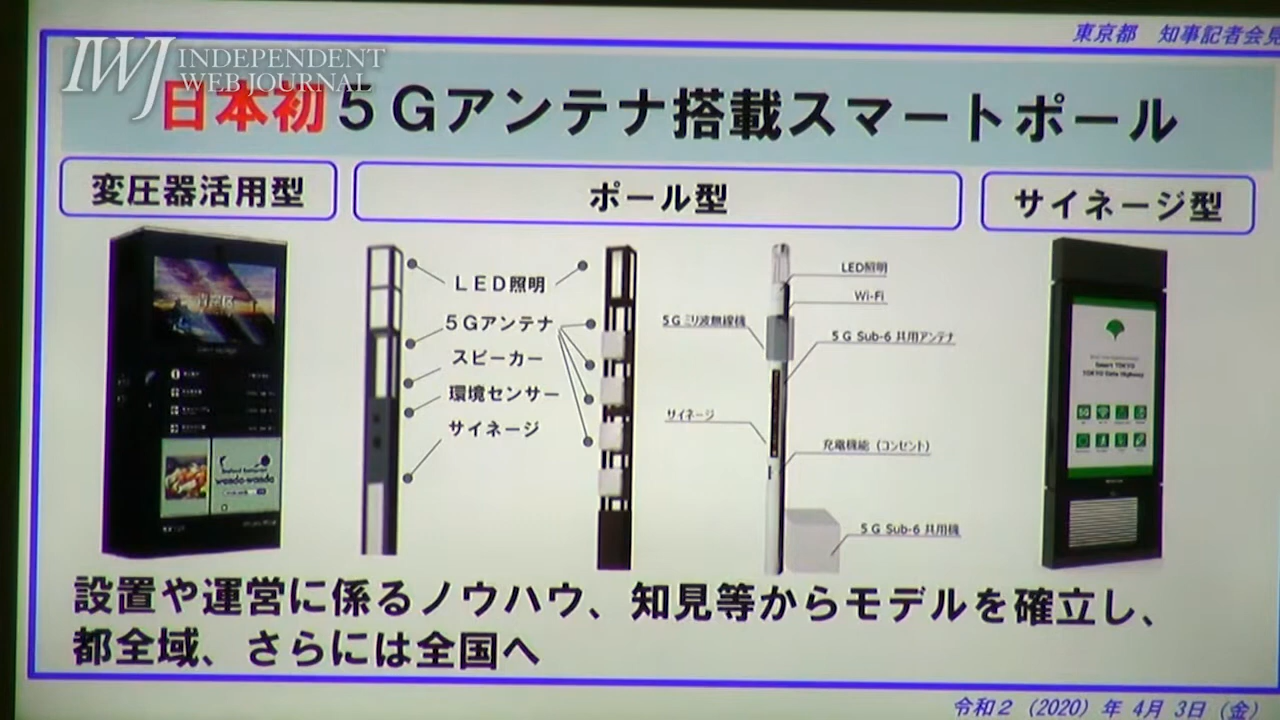 東京都 知事記者会見
IWJ INDEPENDENT
WEB JOURNAL
日本初5Gアンテナ搭載スマートポール
変圧器活用型
ポール型
サイネージ型
LED照明
5Gアンテナ
スピーカー
環境センサー
サイネージ
LED照明
Wi-Fi
5Gミリ波無線機
5G Sub-6 共用アンテナ
サイネージ
充電機能(コンセント)
5G Sub-6 共用機
Smart TOKYO
TOKYO Data Highway
wanda-wanda
設置や運営に係るノウハウ、知見等からモデルを確立し、
都全域、さらには全国へ
令和2(2020)年 4月 3日(金)